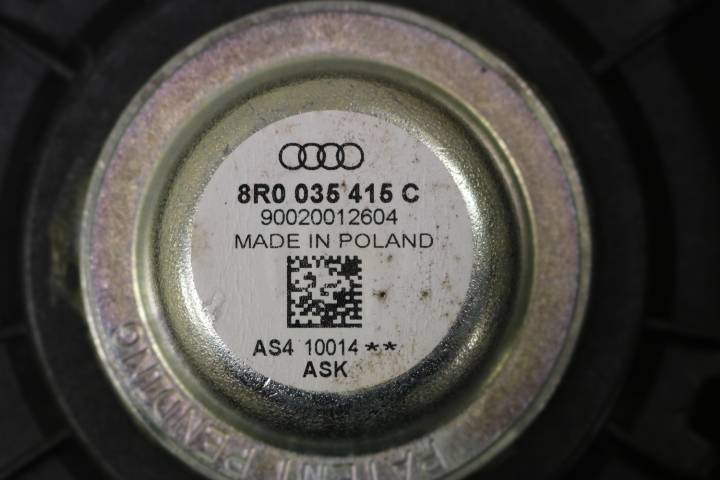 8R0 035 415 C
90020012604
MADE IN POLAND
AS4 10014 **
ASK
PATENT PENDING